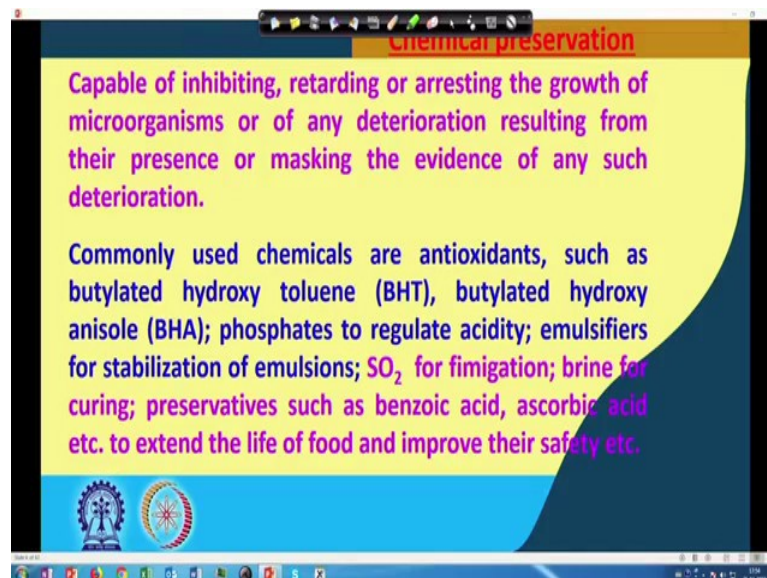 Chemical preservation
Capable of inhibiting, retarding or arresting the growth of
microorganisms or of any deterioration resulting from
their presence or masking the evidence of any such
deterioration.
Commonly used chemicals are antioxidants, such as
butylated hydroxy toluene (BHT), butylated hydroxy
anisole (BHA); phosphates to regulate acidity; emulsifiers
for stabilization of emulsions; SO₂ for fimigation; brine for
curing; preservatives such as benzoic acid, ascorbic acid
etc. to extend the life of food and improve their safety etc.